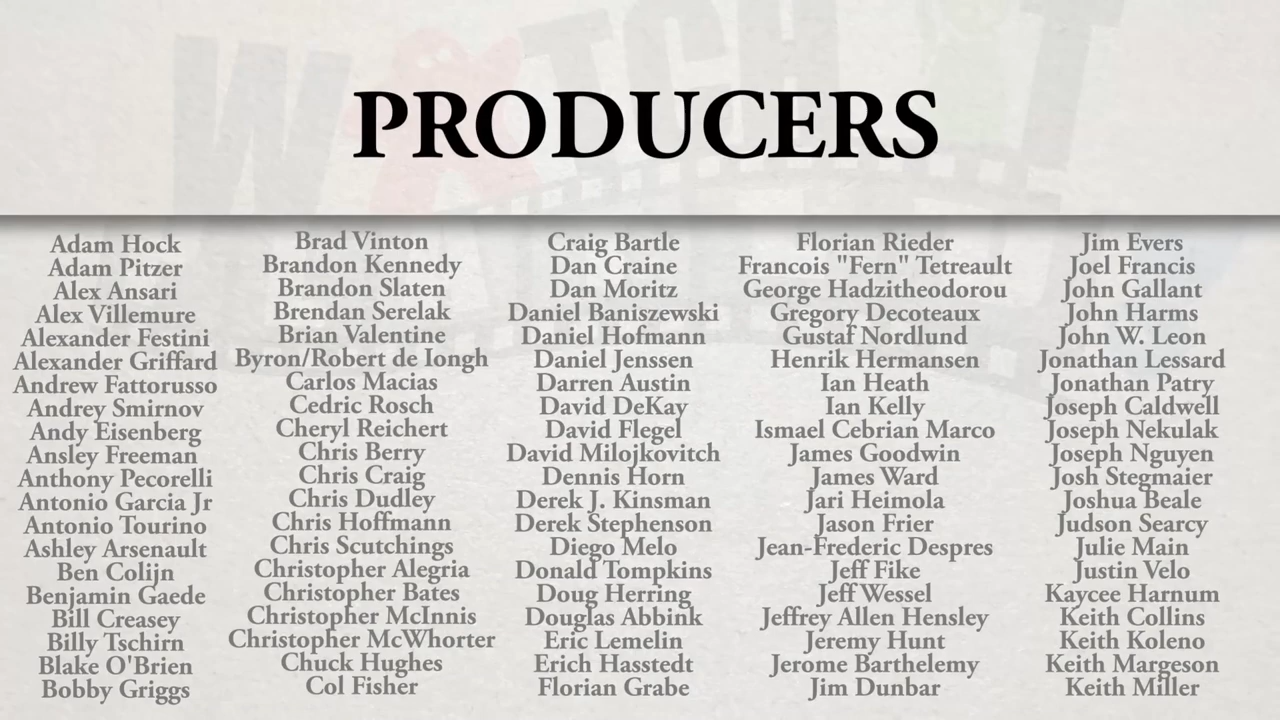 WATCH IT
PRODUCERS
Adam Hock
Adam Pitzer
Alex Ansari
Alex Villemure
Alexander Festini
Alexander Griffard
Andrew Fattorusso
Andrey Smirnov
Andy Eisenberg
Ansley Freeman
Anthony Pecorelli
Antonio Garcia Jr
Antonio Tourino
Ashley Arsenault
Ben Colijn
Benjamin Gaede
Bill Creasey
Billy Tschirn
Blake O'Brien
Bobby Griggs
Brad Vinton
Brandon Kennedy
Brandon Slaten
Brendan Serelak
Brian Valentine
Byron/Robert de Iongh
Carlos Macias
Cedric Rosch
Cheryl Reichert
Chris Berry
Chris Craig
Chris Dudley
Chris Hoffmann
Chris Scutchings
Christopher Alegria
Christopher Bates
Christopher McInnis
Christopher McWhorter
Chuck Hughes
Col Fisher
Craig Bartle
Dan Craine
Dan Moritz
Daniel Baniszewski
Daniel Hofmann
Daniel Jenssen
Darren Austin
David DeKay
David Flegel
David Milojkovitch
Dennis Horn
Derek J. Kinsman
Derek Stephenson
Diego Melo
Donald Tompkins
Doug Herring
Douglas Abbink
Eric Lemelin
Erich Hasstedt
Florian Grabe
Florian Rieder
Francois "Fern" Tetreault
George Hadzitheodorou
Gregory Decoteaux
Gustaf Nordlund
Henrik Hermansen
Ian Heath
Ian Kelly
Ismael Cebrian Marco
James Goodwin
James Ward
Jari Heimola
Jason Frier
Jean-Frederic Despres
Jeff Fike
Jeff Wessel
Jeffrey Allen Hensley
Jeremy Hunt
Jerome Barthelemy
Jim Dunbar
Jim Evers
Joel Francis
John Gallant
John Harms
John W. Leon
Jonathan Lessard
Jonathan Patry
Joseph Caldwell
Joseph Nekulak
Joseph Nguyen
Josh Stegmaier
Joshua Beale
Judson Searcy
Julie Main
Justin Velo
Kaycee Harnum
Keith Collins
Keith Koleno
Keith Margeson
Keith Miller